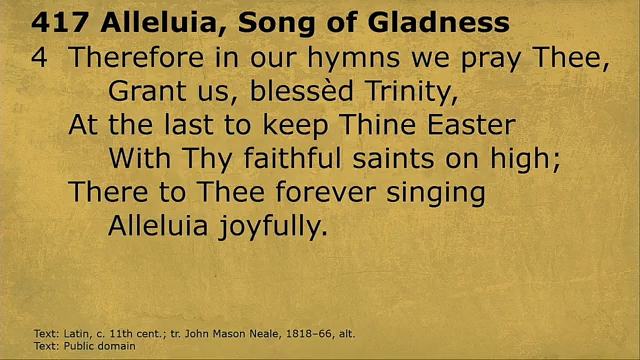 417 Alleluia, Song of Gladness
4 Therefore in our hymns we pray Thee,
Grant us, blessèd Trinity,
At the last to keep Thine Easter
With Thy faithful saints on high;
There to Thee forever singing
Alleluia joyfully.
Text: Latin, c. 11th cent.; tr. John Mason Neale, 1818–66, alt.
Text: Public domain